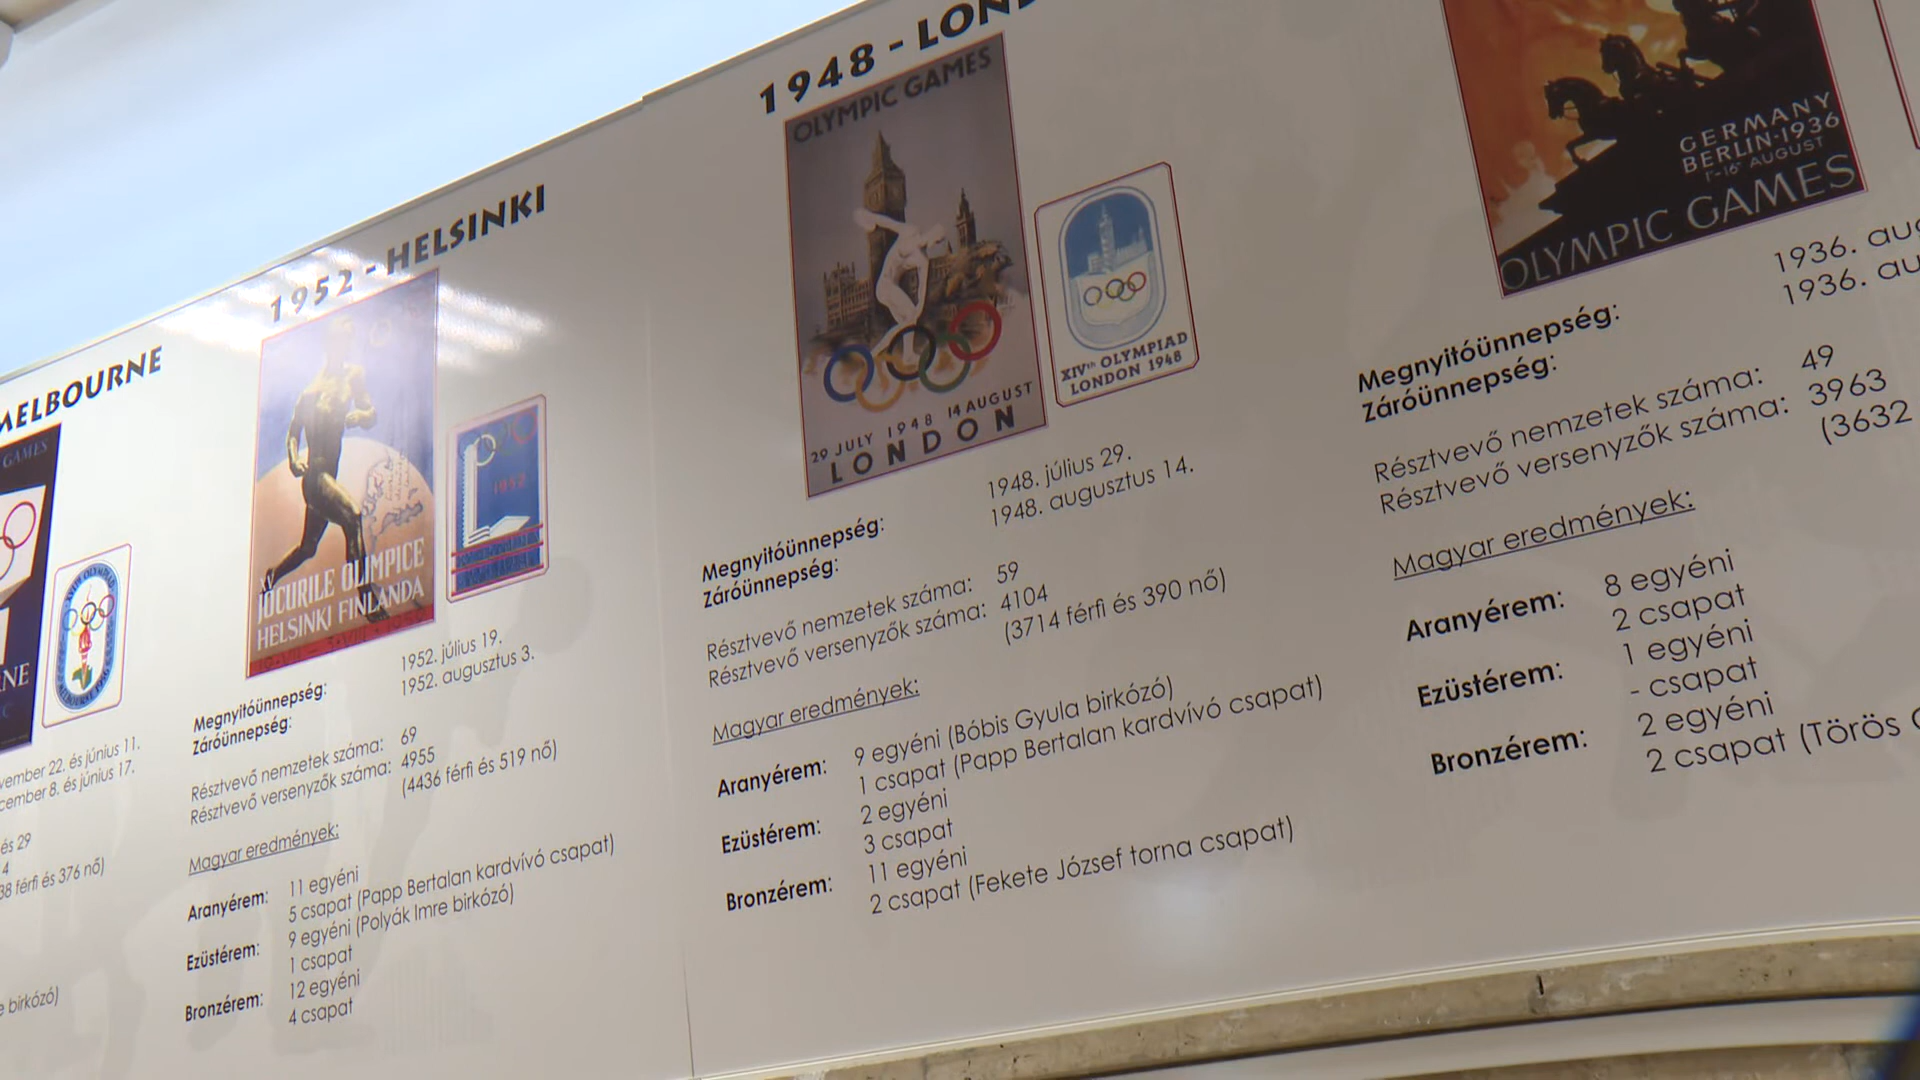 MELBOURNE
GAMES
vember 22. és június 11.
cember 8. és június 17.
és 29
4
38 férfi és 376 nő)
birkózó)
1952 - HELSINKI
XV
JOCURILE OLIMPICE
HELSINKI FINLANDA
1952
1952. július 19.
1952. augusztus 3.
Megnyitóünnepség:
Záróünnepség:
Résztvevő nemzetek száma: 69
Résztvevő versenyzők száma: 4955
(4436 férfi és 519 nő)
Magyar eredmények:
Aranyérem: 11 egyéni
5 csapat (Papp Bertalan kardvívó csapat)
Ezüstérem: 9 egyéni (Polyák Imre birkózó)
1 csapat
Bronzérem: 12 egyéni
4 csapat
1948 - LON
OLYMPIC GAMES
29 JULY 1948 14 AUGUST
LONDON
XIVTH OLYMPIAD
LONDON 1948
1948. július 29.
1948. augusztus 14.
Megnyitóünnepség:
Záróünnepség:
Résztvevő nemzetek száma: 59
Résztvevő versenyzők száma: 4104
(3714 férfi és 390 nő)
Magyar eredmények:
Aranyérem: 9 egyéni (Bóbis Gyula birkózó)
1 csapat (Papp Bertalan kardvívó csapat)
Ezüstérem: 2 egyéni
3 csapat
Bronzérem: 11 egyéni
2 csapat (Fekete József torna csapat)
GERMANY
BERLIN-1936
1-16 AUGUST
OLYMPIC GAMES
1936. aug
1936. au
Megnyitóünnepség:
Záróünnepség:
Résztvevő nemzetek száma: 49
Résztvevő versenyzők száma: 3963
(3632
Magyar eredmények:
Aranyérem: 8 egyéni
2 csapat
Ezüstérem: 1 egyéni
- csapat
Bronzérem: 2 egyéni
2 csapat (Törös